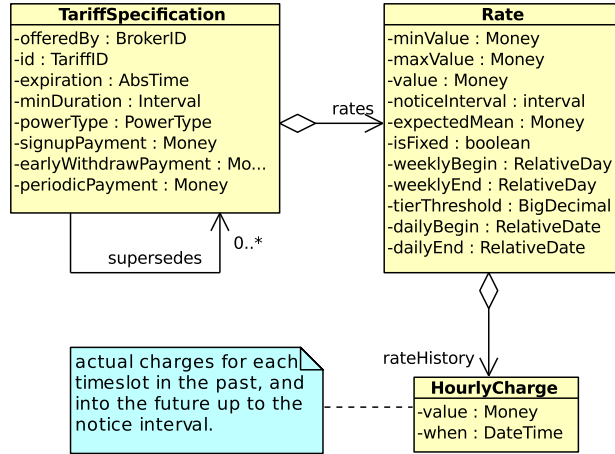 TariffSpecification
-offeredBy : BrokerID
-id : TariffID
-expiration : AbsTime
-minDuration : Interval
-powerType : PowerType
-signupPayment : Money
-earlyWithdrawPayment : Mo...
-periodicPayment : Money
rates
Rate
-minValue : Money
-maxValue : Money
-value : Money
-noticeInterval : interval
-expectedMean : Money
-isFixed : boolean
-weeklyBegin : RelativeDay
-weeklyEnd : RelativeDay
-tierThreshold : BigDecimal
-dailyBegin : RelativeDate
-dailyEnd : RelativeDate
0..*
supersedes
rateHistory
actual charges for each
timeslot in the past, and
into the future up to the
notice interval.
HourlyCharge
-value : Money
-when : DateTime